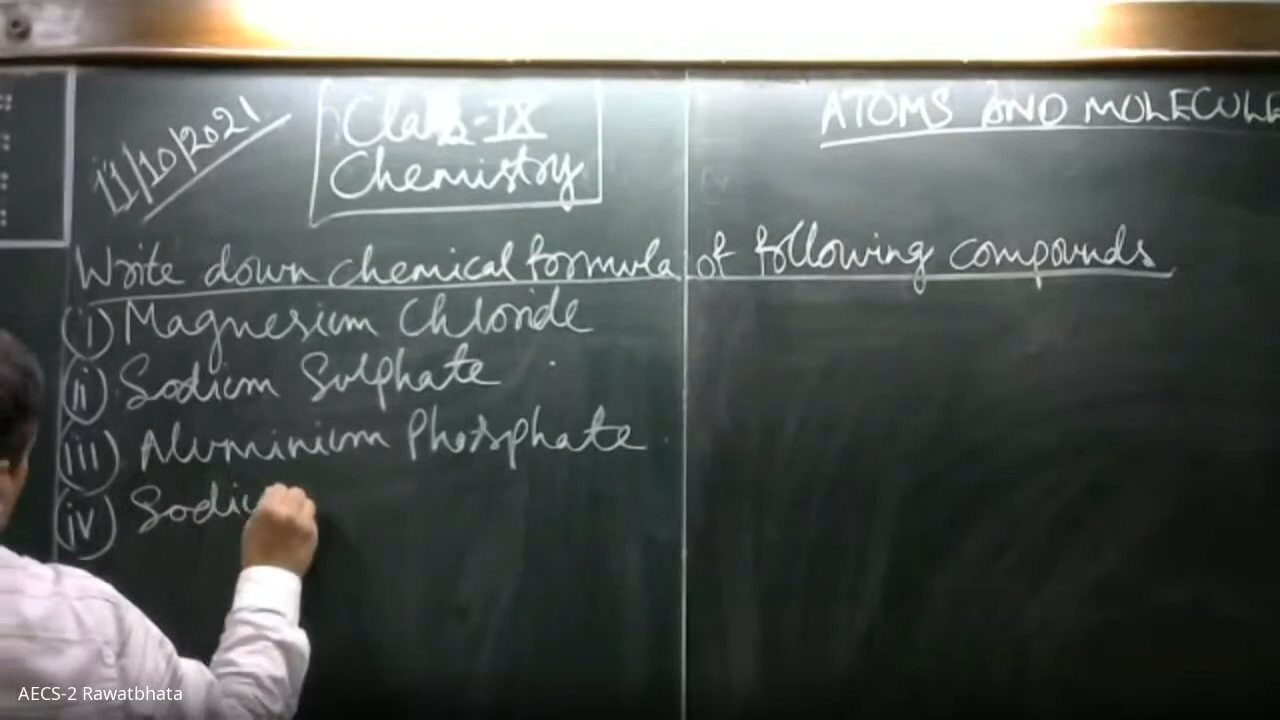 11/10/2021
Class-IX
Chemistry
ATOMS AND MOLECULE
Write down chemical formula of following compounds
(i) Magnesium Chloride
(ii) Sodium Sulphate
(iii) Aluminium Phosphate
(iv) Sodiu
AECS-2 Rawatbhata